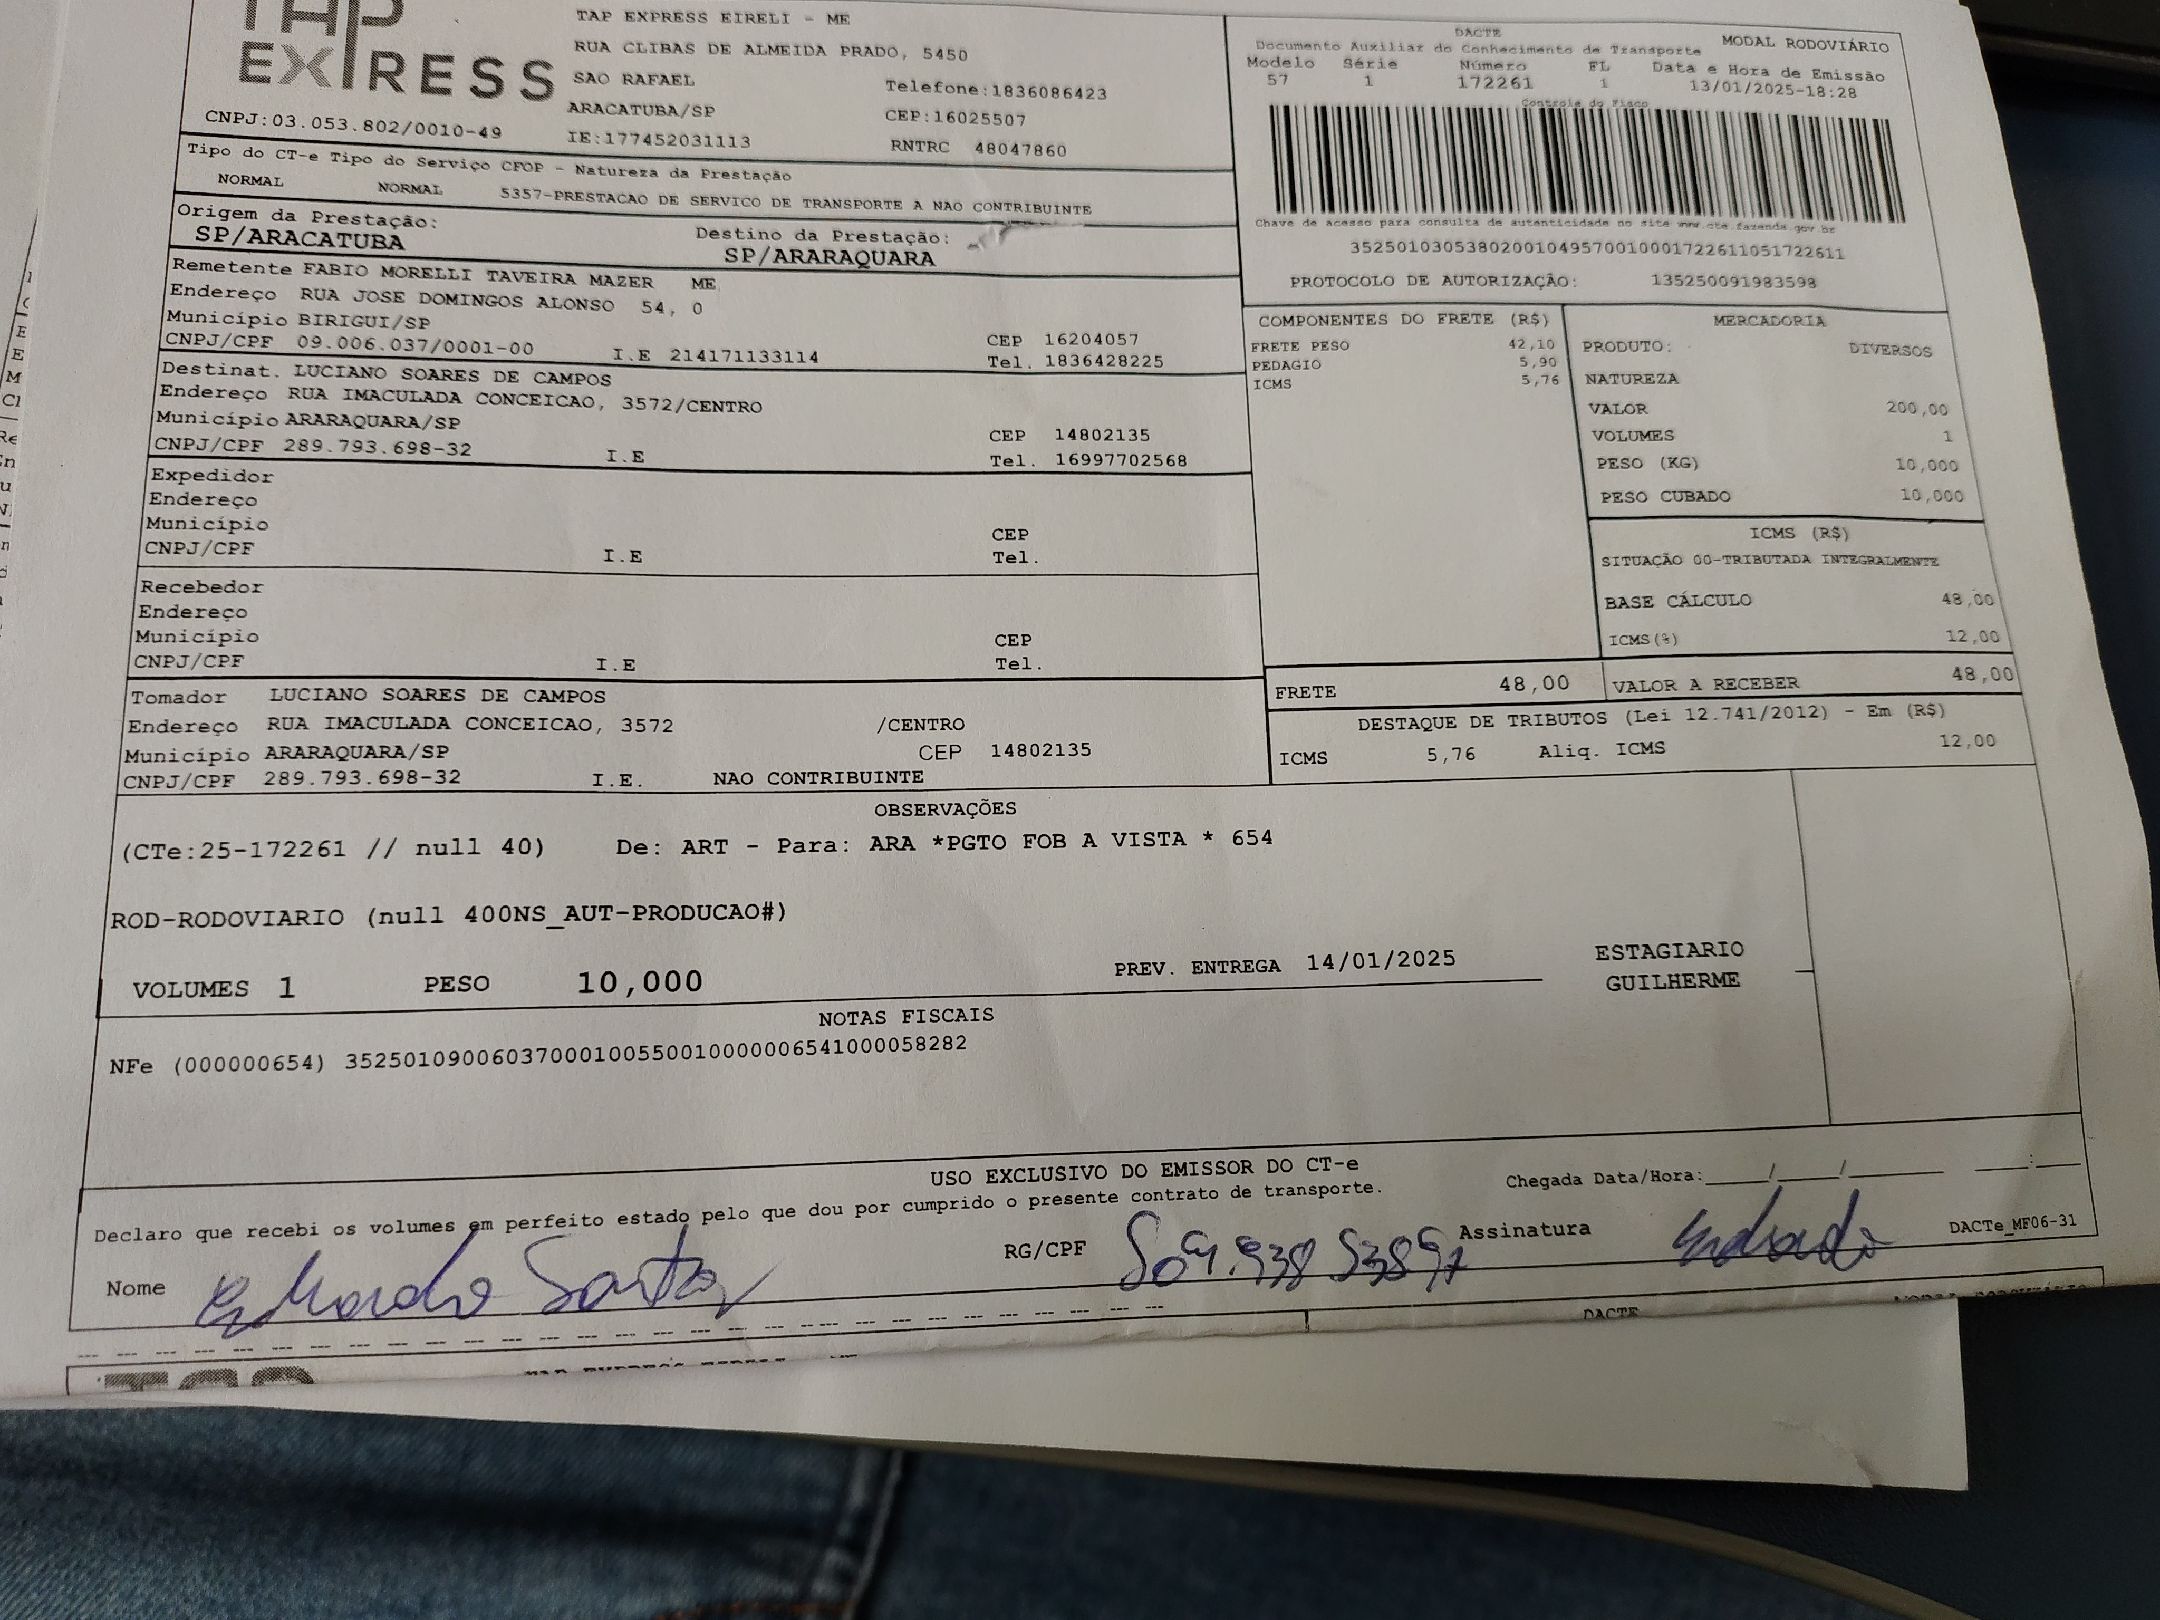 TAP
EXPRESS
CNPJ:03.053.802/0010-49
TAP EXPRESS EIRELI - ME
RUA CLIBAS DE ALMEIDA PRADO, 5450
SAO RAFAEL
Telefone:1836086423
ARACATUBA/SP
CEP:16025507
IE:177452031113
RNTRC 48047860
DACTE
Documento Auxiliar do Conhecimento de Transporte
MODAL RODOVIÁRIO
Modelo Série Número FL Data e Hora de Emissão
57 1 172261 1 13/01/2025-18:28
Controle do Fisco
Chave de acesso para consulta de autenticidade no site www.cte.fazenda.gov.br
35250103053802001049570010001722611051722611
PROTOCOLO DE AUTORIZAÇÃO: 135250091983598
Tipo do CT-e Tipo do Serviço CFOP - Natureza da Prestação
NORMAL NORMAL 5357-PRESTACAO DE SERVICO DE TRANSPORTE A NAO CONTRIBUINTE
Origem da Prestação: Destino da Prestação:
SP/ARACATUBA SP/ARARAQUARA
Remetente FABIO MORELLI TAVEIRA MAZER ME
Endereço RUA JOSE DOMINGOS ALONSO 54, 0
Município BIRIGUI/SP CEP 16204057
CNPJ/CPF 09.006.037/0001-00 I.E 214171133114 Tel. 1836428225
Destinat. LUCIANO SOARES DE CAMPOS
Endereço RUA IMACULADA CONCEICAO, 3572/CENTRO
Município ARARAQUARA/SP CEP 14802135
CNPJ/CPF 289.793.698-32 I.E Tel. 16997702568
Expedidor
Endereço
Município CEP
CNPJ/CPF I.E Tel.
Recebedor
Endereço
Município CEP
CNPJ/CPF I.E Tel.
Tomador LUCIANO SOARES DE CAMPOS
Endereço RUA IMACULADA CONCEICAO, 3572 /CENTRO
Município ARARAQUARA/SP CEP 14802135
CNPJ/CPF 289.793.698-32 I.E. NAO CONTRIBUINTE
COMPONENTES DO FRETE (R$)
FRETE PESO 42,10
PEDAGIO 5,90
ICMS 5,76
MERCADORIA
PRODUTO: DIVERSOS
NATUREZA
VALOR 200,00
VOLUMES 1
PESO (KG) 10,000
PESO CUBADO 10,000
ICMS (R$)
SITUAÇÃO 00-TRIBUTADA INTEGRALMENTE
BASE CÁLCULO 48,00
ICMS(%) 12,00
FRETE 48,00 VALOR A RECEBER 48,00
DESTAQUE DE TRIBUTOS (Lei 12.741/2012) - Em (R$)
ICMS 5,76 Aliq. ICMS 12,00
OBSERVAÇÕES
(CTe:25-172261 // null 40) De: ART - Para: ARA *PGTO FOB A VISTA * 654
ROD-RODOVIARIO (null 400NS_AUT-PRODUCAO#)
VOLUMES 1 PESO 10,000 PREV. ENTREGA 14/01/2025
ESTAGIARIO
GUILHERME
NOTAS FISCAIS
NFe (000000654) 35250109006037000100550010000006541000058282
USO EXCLUSIVO DO EMISSOR DO CT-e
Declaro que recebi os volumes em perfeito estado pelo que dou por cumprido o presente contrato de transporte.
Chegada Data/Hora:____/____/______ ___:___
Nome RG/CPF Assinatura
DACTe_MF06-31
DACTE